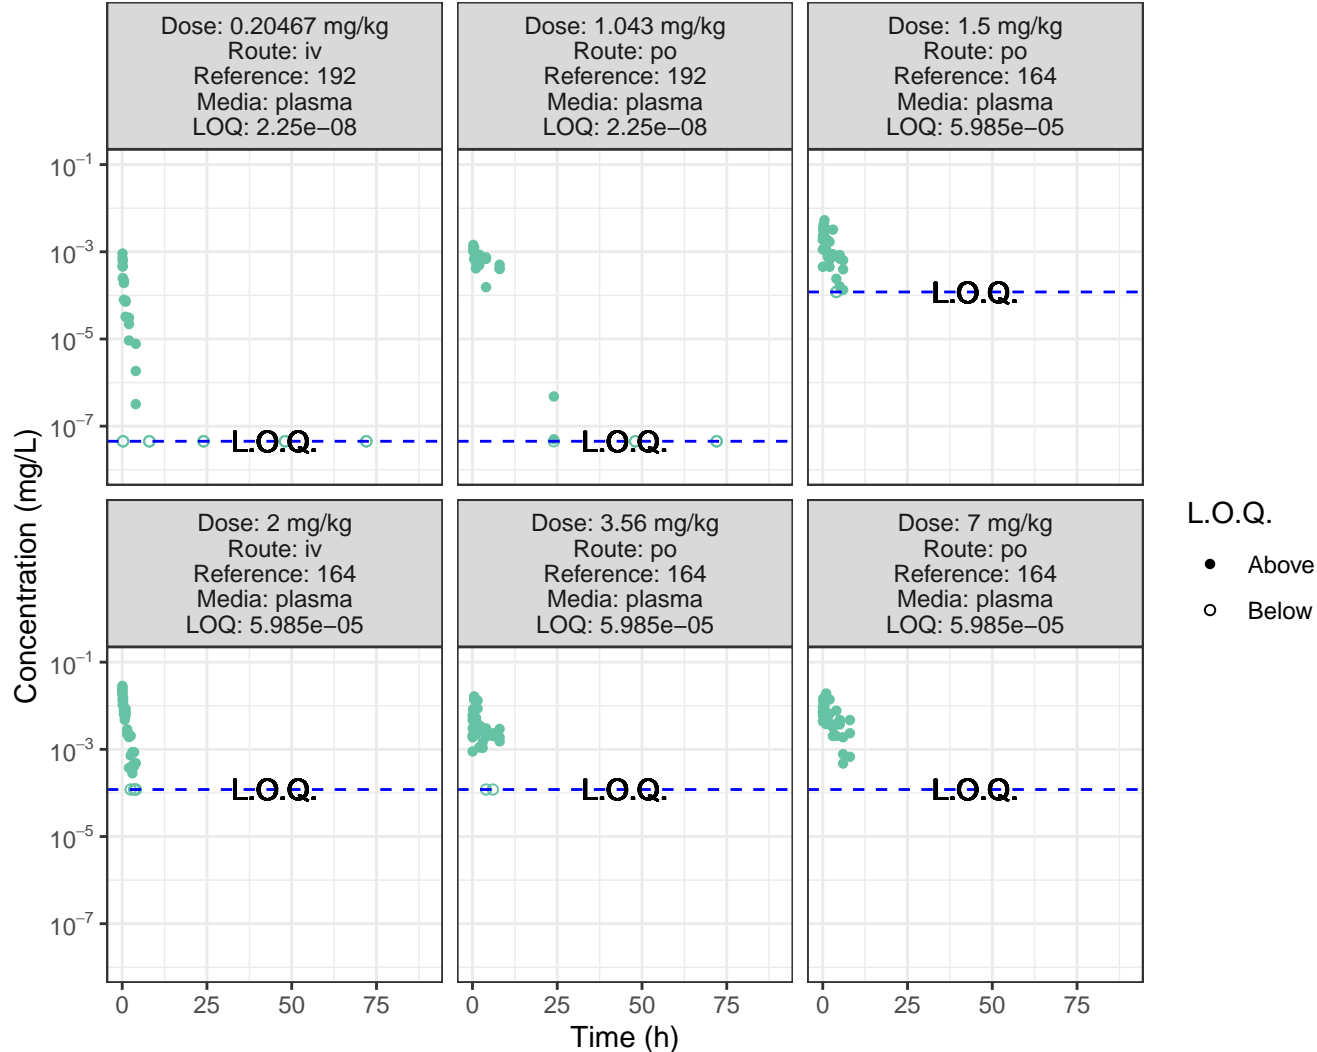 Dose: 0.20467 mg/kg
Route: iv
Reference: 192
Media: plasma
LOQ: 2.25e−08
Dose: 1.043 mg/kg
Route: po
Reference: 192
Media: plasma
LOQ: 2.25e−08
Dose: 1.5 mg/kg
Route: po
Reference: 164
Media: plasma
LOQ: 5.985e−05
10⁻¹
10⁻³
10⁻⁵
10⁻⁷
L.O.Q.
L.O.Q.
L.O.Q.
Concentration (mg/L)
Dose: 2 mg/kg
Route: iv
Reference: 164
Media: plasma
LOQ: 5.985e−05
Dose: 3.56 mg/kg
Route: po
Reference: 164
Media: plasma
LOQ: 5.985e−05
Dose: 7 mg/kg
Route: po
Reference: 164
Media: plasma
LOQ: 5.985e−05
10⁻¹
10⁻³
10⁻⁵
10⁻⁷
L.O.Q.
L.O.Q.
L.O.Q.
0 25 50 75
0 25 50 75
0 25 50 75
Time (h)
L.O.Q.
Above
Below